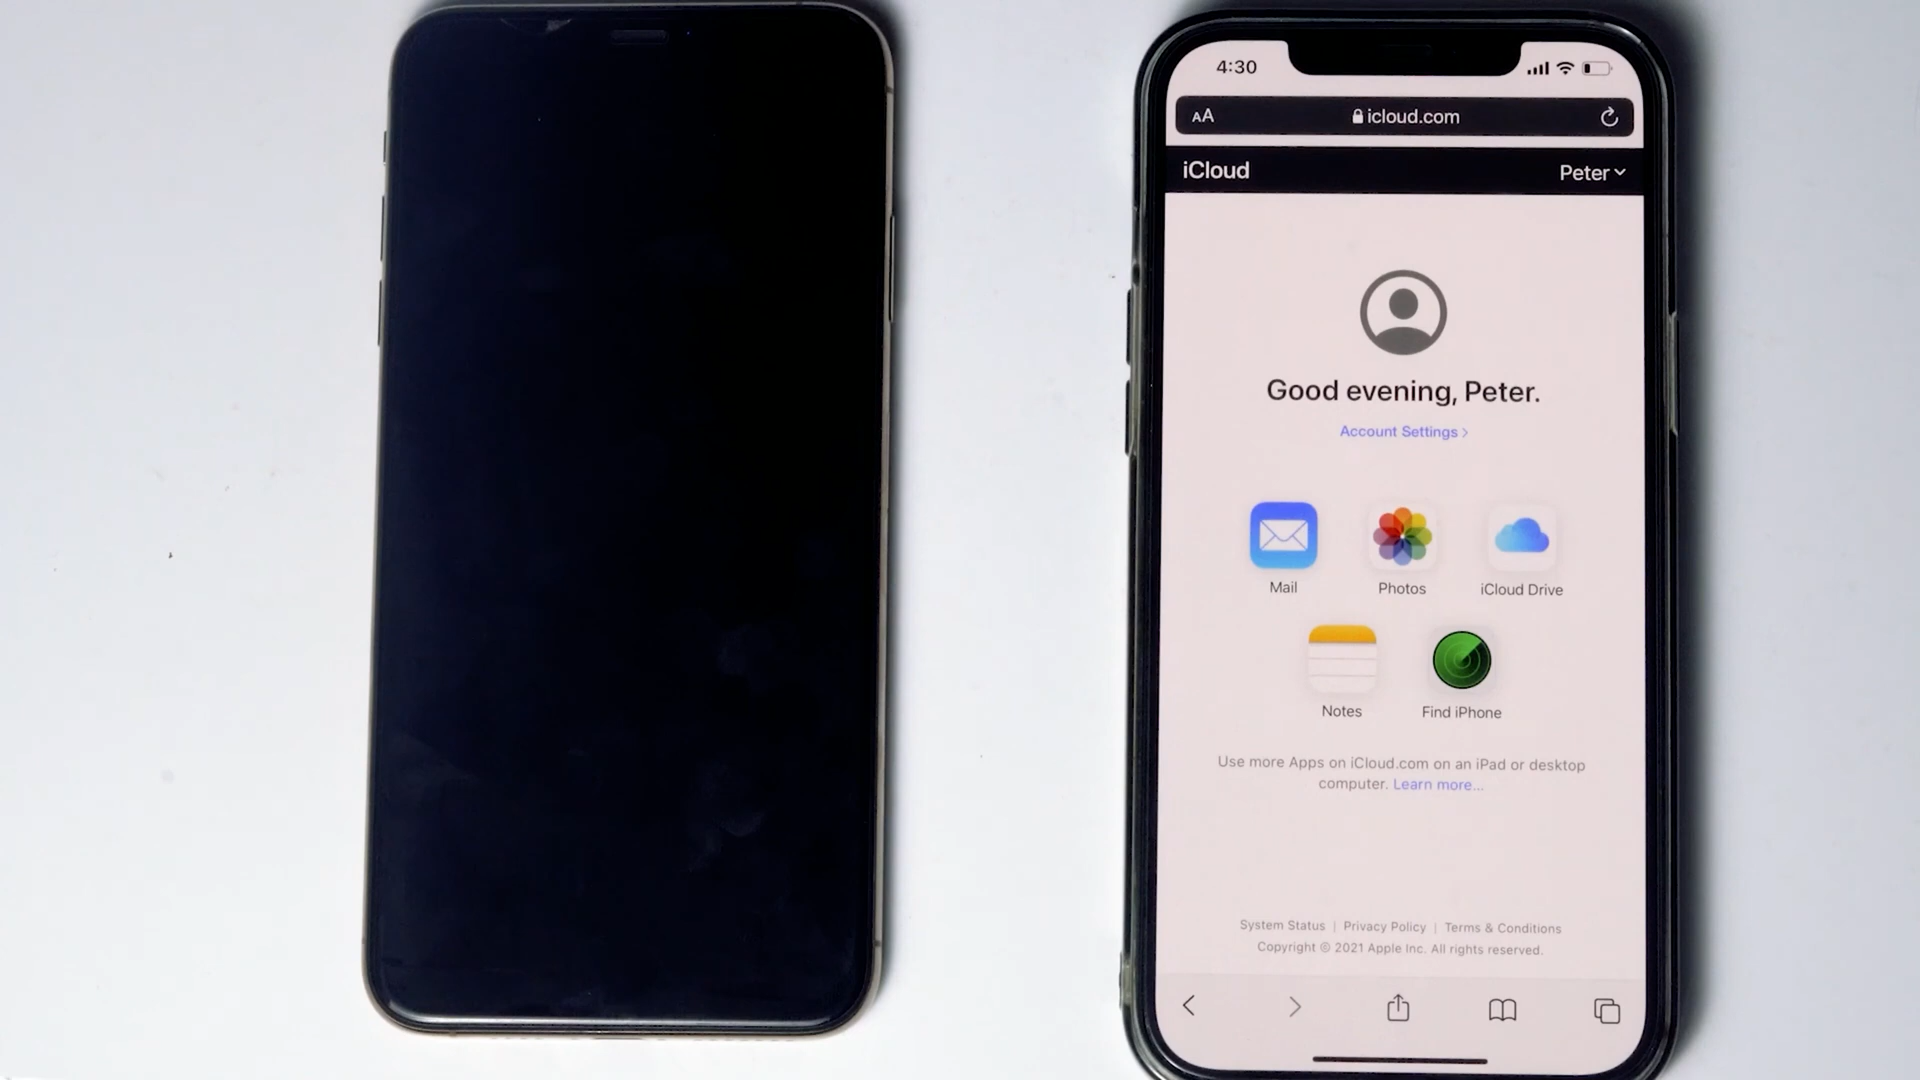 4:30
AA icloud.com
iCloud Peter
Good evening, Peter.
Account Settings >
Mail Photos iCloud Drive
Notes Find iPhone
Use more Apps on iCloud.com on an iPad or desktop
computer. Learn more...
System Status | Privacy Policy | Terms & Conditions
Copyright © 2021 Apple Inc. All rights reserved.